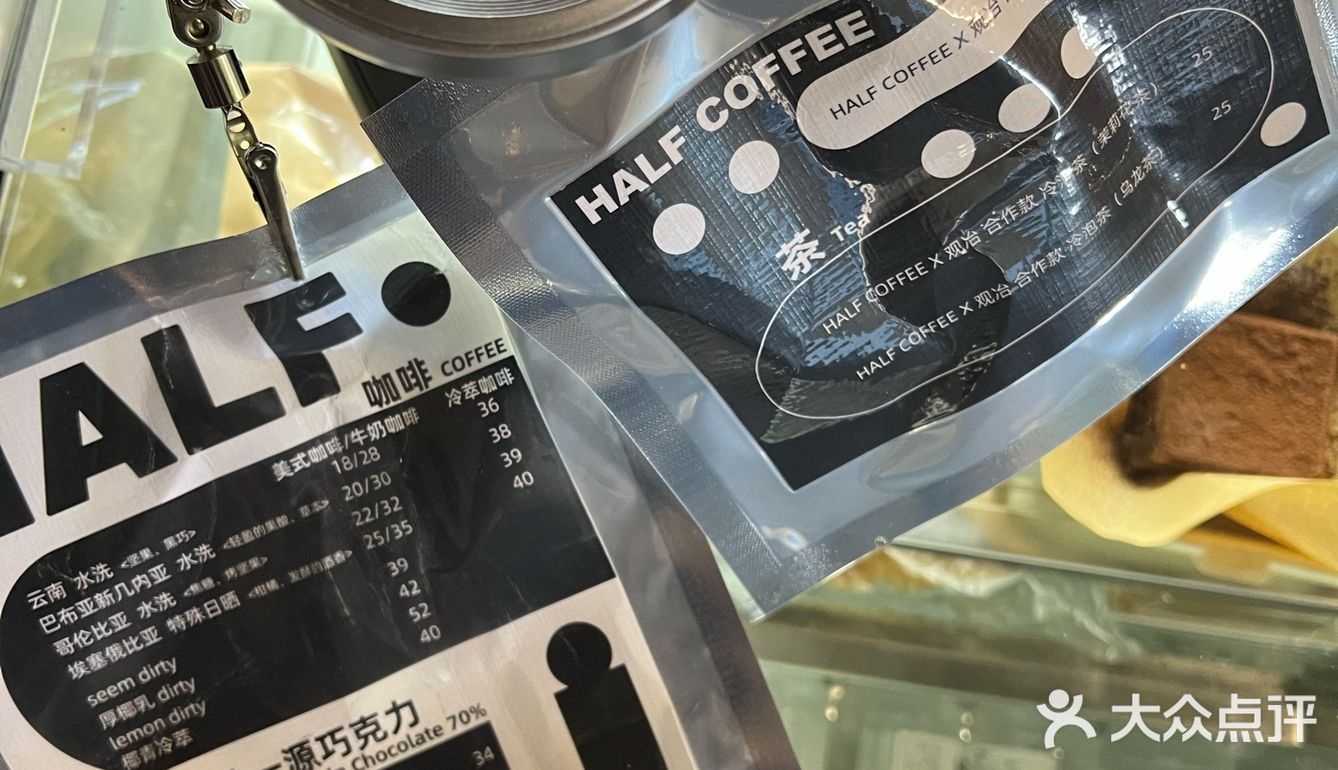 HALF
咖啡 COFFEE
美式咖啡/牛奶咖啡 冷萃咖啡
云南 水洗 <坚果、黑巧> 18/28 36
巴布亚新几内亚 水洗 <轻盈的果酸、草本> 20/30 38
哥伦比亚 水洗 <焦糖、烤坚果> 22/32 39
埃塞俄比亚 特殊日晒 <柑橘、发酵的酒香> 25/35 40
seem dirty 39
厚椰乳 dirty 42
lemon dirty 52
椰青冷萃 40
源巧克力
Chocolate 70%
34
HALF COFFEE
HALF COFFEE X 观冶
茶 Tea
HALF COFFEE X 观冶 合作款 冷泡茶（茉莉花茶） 25
HALF COFFEE X 观冶 合作款 冷泡茶（乌龙茶） 25
大众点评